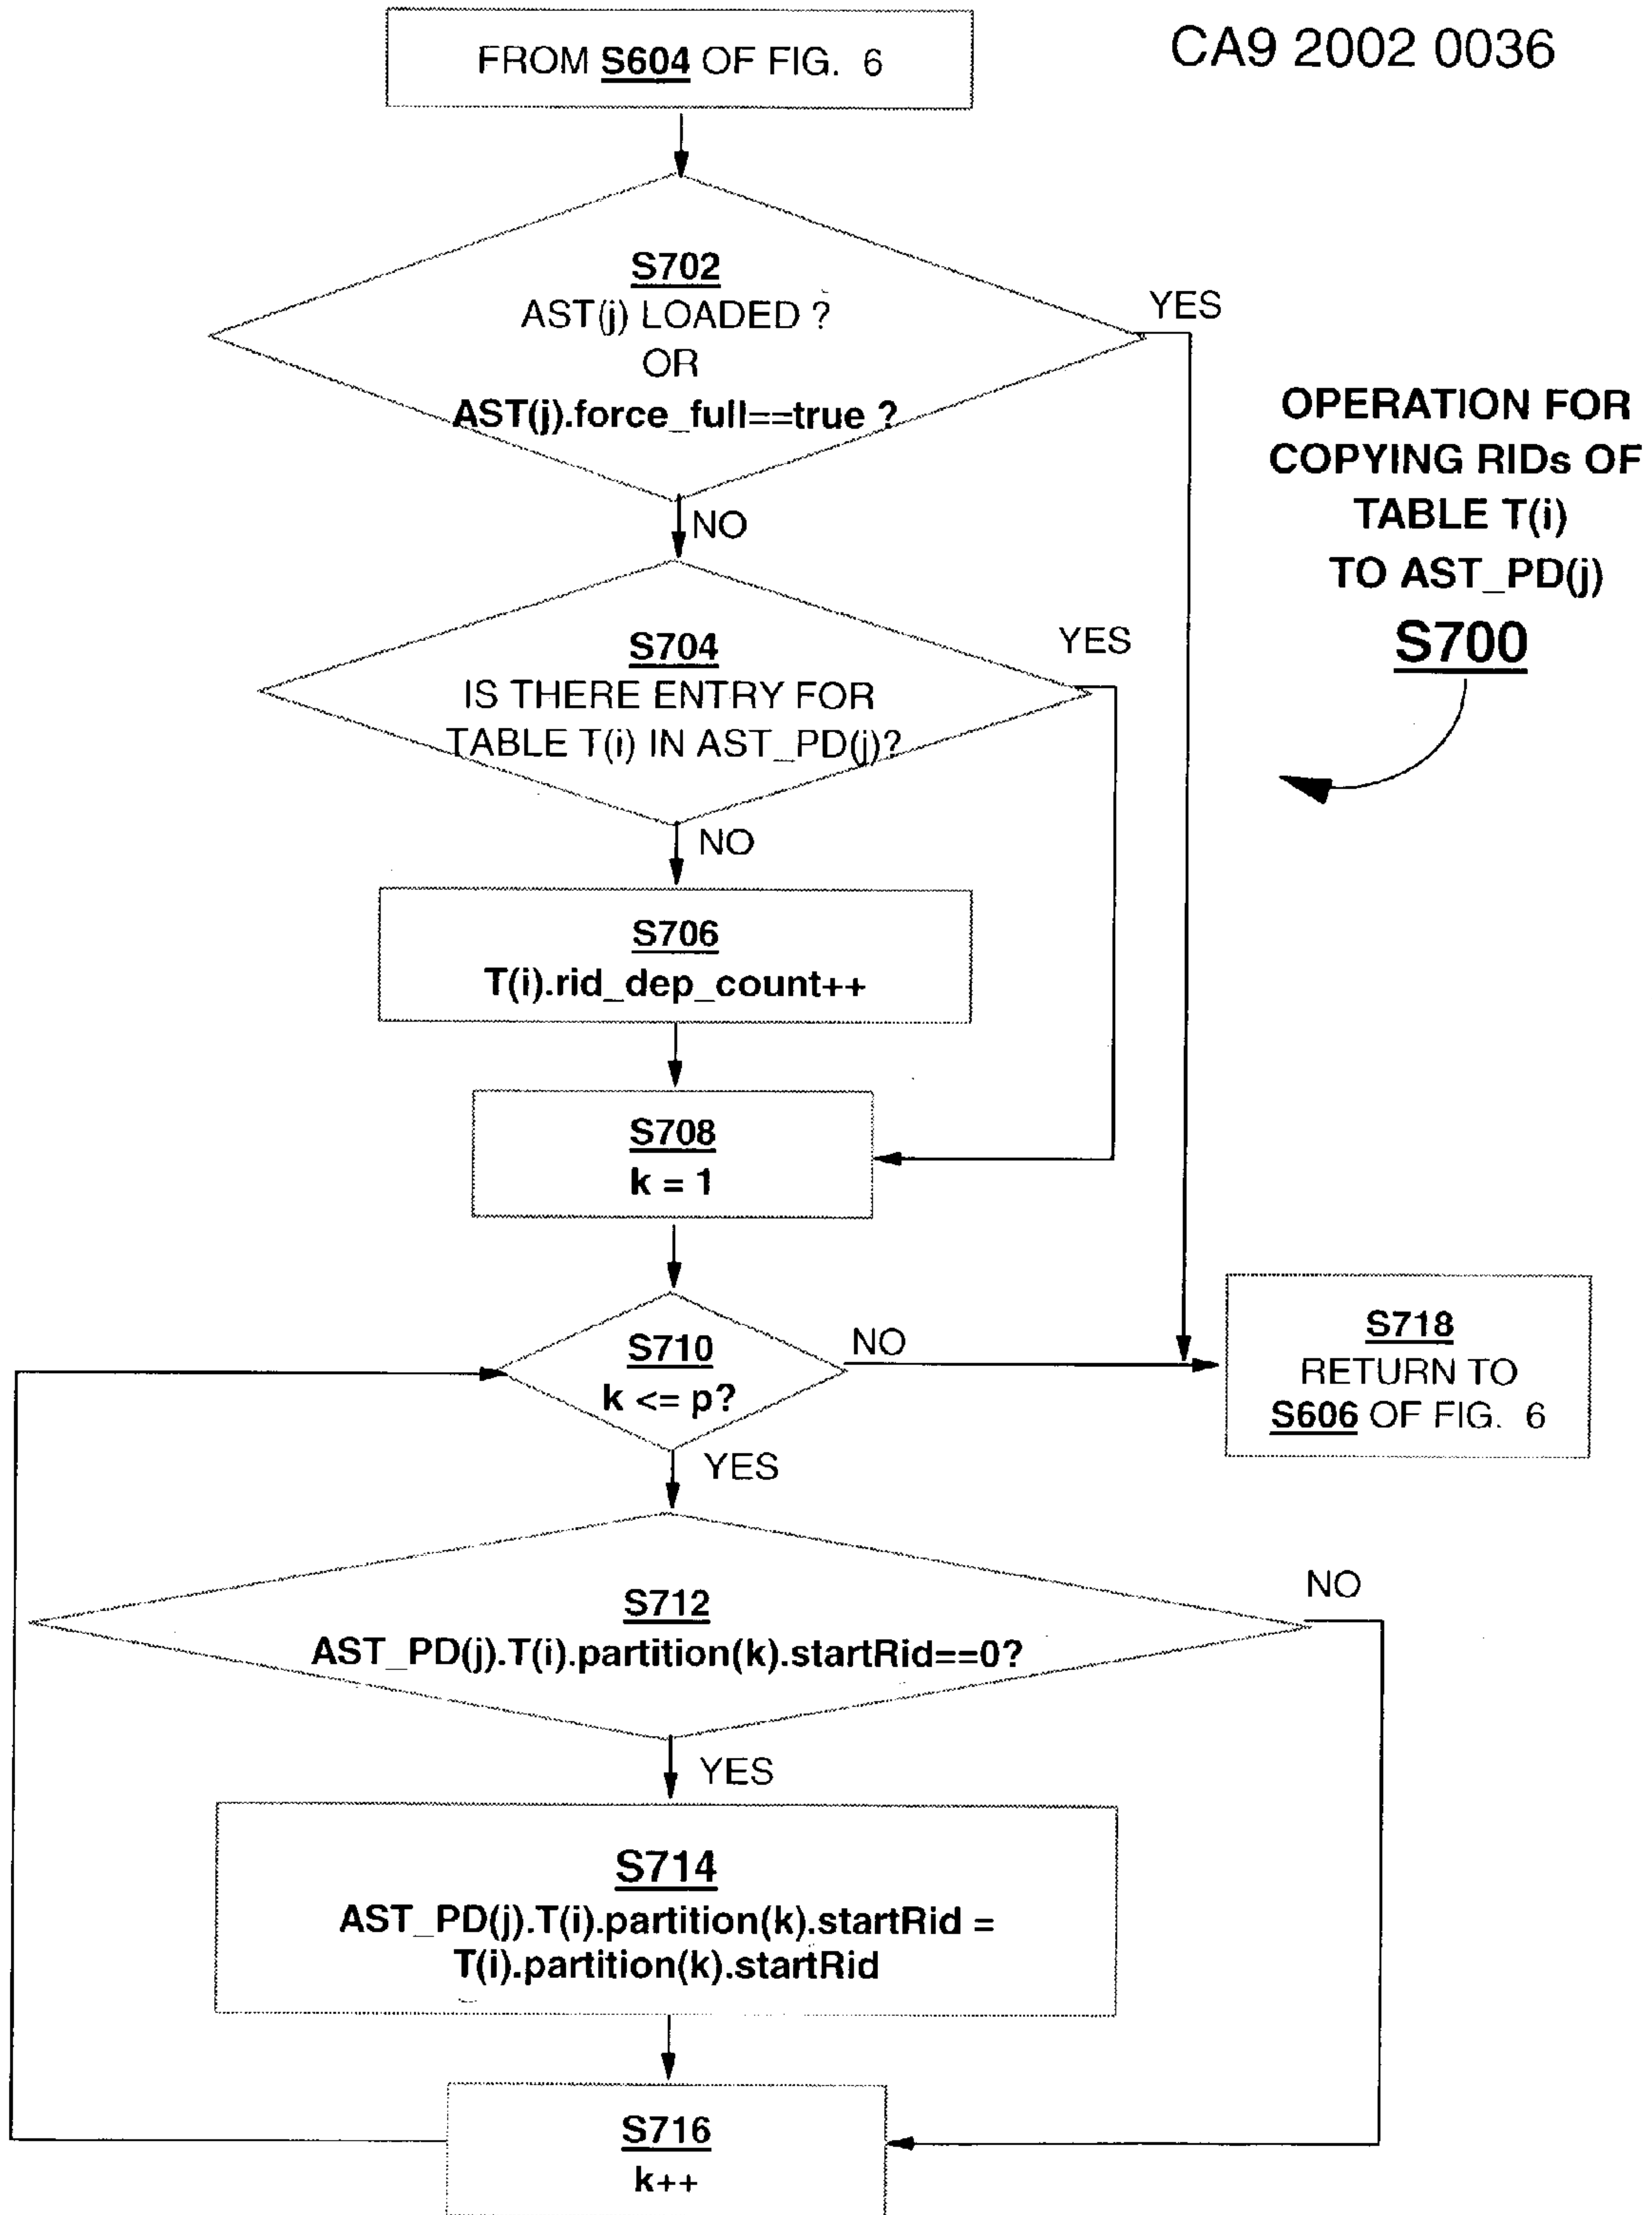 CA9 2002 0036
FROM S604 OF FIG. 6
S702
AST(j) LOADED ?
OR
AST(j).force_full==true ?
YES
NO
OPERATION FOR
COPYING RIDs OF
TABLE T(i)
TO AST_PD(j)
S700
S704
IS THERE ENTRY FOR
TABLE T(i) IN AST_PD(j)?
YES
NO
S706
T(i).rid_dep_count++
S708
k = 1
S710
k <= p?
NO
YES
S718
RETURN TO
S606 OF FIG. 6
S712
AST_PD(j).T(i).partition(k).startRid==0?
NO
YES
S714
AST_PD(j).T(i).partition(k).startRid =
T(i).partition(k).startRid
S716
k++